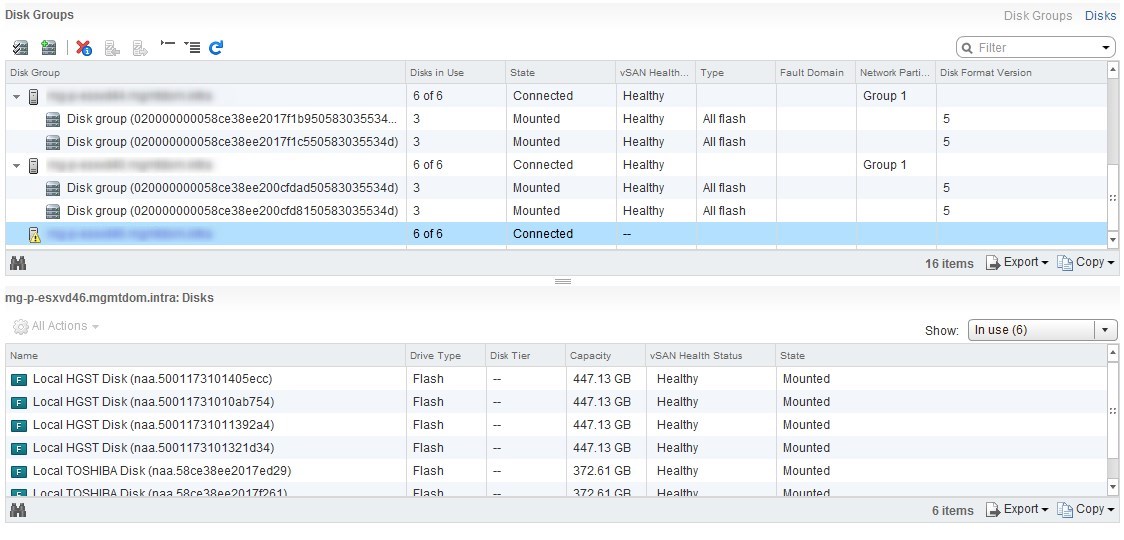 Disk Groups
Disk Groups Disks
Filter
Disk Group Disks in Use State vSAN Health... Type Fault Domain Network Parti... Disk Format Version
6 of 6 Connected Healthy Group 1
Disk group (020000000058ce38ee2017f1b950583035534... 3 Mounted Healthy All flash 5
Disk group (020000000058ce38ee2017f1c550583035534d) 3 Mounted Healthy All flash 5
6 of 6 Connected Healthy Group 1
Disk group (020000000058ce38ee200cfdad50583035534d) 3 Mounted Healthy All flash 5
Disk group (020000000058ce38ee200cfd8150583035534d) 3 Mounted Healthy All flash 5
6 of 6 Connected --
16 items Export Copy
mg-p-esxvd46.mgmtdom.intra: Disks
All Actions
Show: In use (6)
Name Drive Type Disk Tier Capacity vSAN Health Status State
F Local HGST Disk (naa.5001173101405ecc) Flash -- 447.13 GB Healthy Mounted
F Local HGST Disk (naa.50011731010ab754) Flash -- 447.13 GB Healthy Mounted
F Local HGST Disk (naa.50011731011392a4) Flash -- 447.13 GB Healthy Mounted
F Local HGST Disk (naa.5001173101321d34) Flash -- 447.13 GB Healthy Mounted
F Local TOSHIBA Disk (naa.58ce38ee2017ed29) Flash -- 372.61 GB Healthy Mounted
F Local TOSHIBA Disk (naa.58ce38ee2017f261) Flash -- 372.61 GB Healthy Mounted
6 items Export Copy